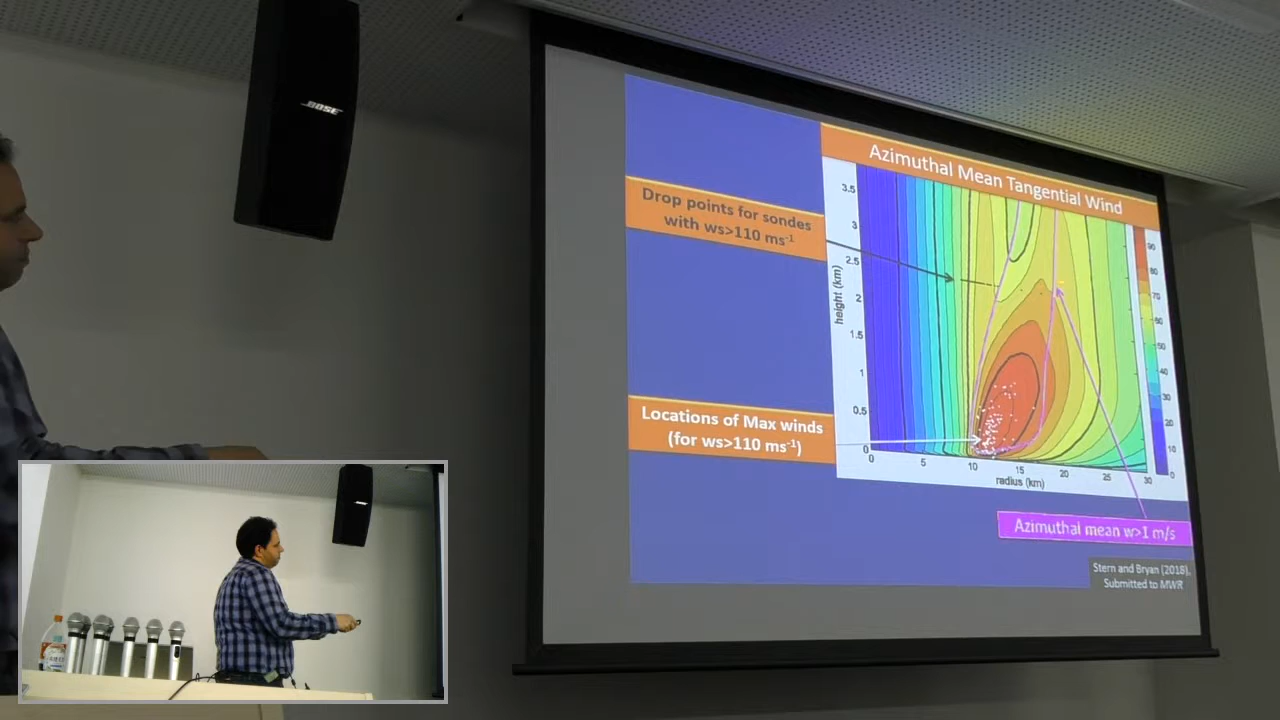 BOSE
Azimuthal Mean Tangential Wind
Drop points for sondes
with ws>110 ms-1
Locations of Max winds
(for ws>110 ms-1)
height (km)
3.5
3
2.5
2
1.5
1
0.5
0
0
5
10
15
20
25
30
radius (km)
90
80
70
60
50
40
30
20
10
0
Azimuthal mean w>1 m/s
Stern and Bryan (2018),
Submitted to MWR